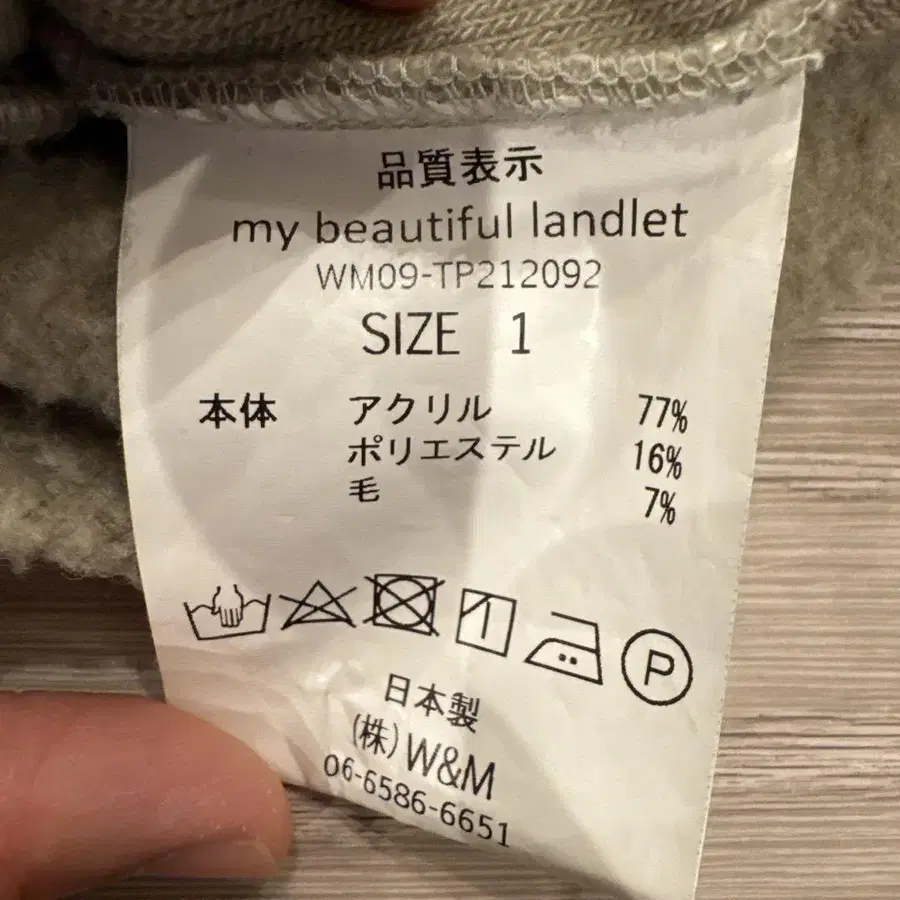 品質表示
my beautiful landlet
WM09-TP212092
SIZE 1
本体 アクリル 77%
ポリエステル 16%
毛 7%
P
日本製
(株)W&M
06-6586-6651